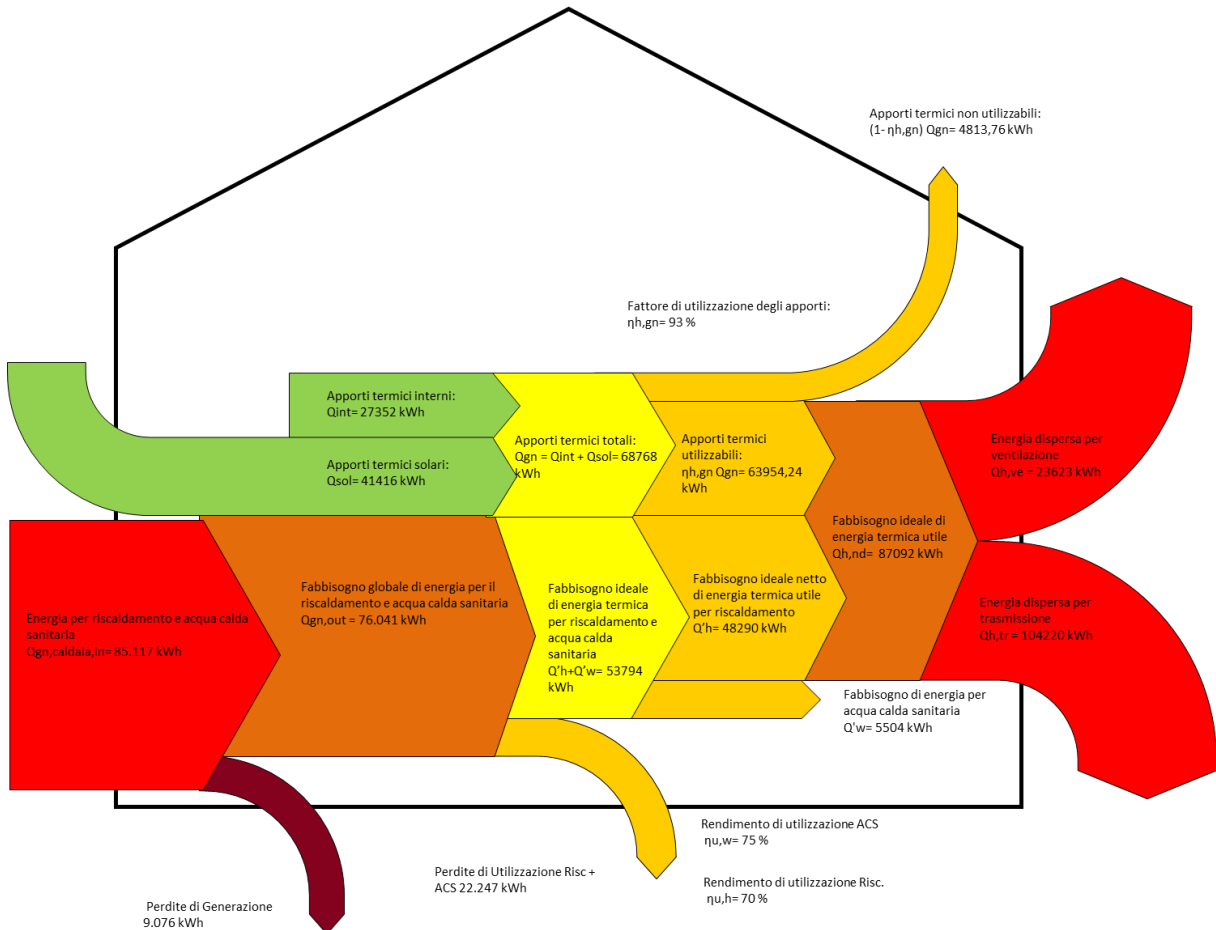 Apporti termici non utilizzabili:
(1- ηh,gn) Qgn= 4813,76 kWh
Fattore di utilizzazione degli apporti:
ηh,gn= 93 %
Apporti termici interni:
Qint= 27352 kWh
Apporti termici solari:
Qsol= 41416 kWh
Apporti termici totali:
Qgn = Qint + Qsol= 68768
kWh
Apporti termici
utilizzabili:
ηh,gn Qgn= 63954,24
kWh
Energia dispersa per
ventilazione
Qh,ve = 23623 kWh
Fabbisogno ideale di
energia termica utile
Qh,nd=  87092 kWh
Energia per riscaldamento e acqua calda
sanitaria
Qgn,caldaia,in= 85.117 kWh
Fabbisogno globale di energia per il
riscaldamento e acqua calda sanitaria
Qgn,out = 76.041 kWh
Fabbisogno ideale
di energia termica
per riscaldamento e
acqua calda
sanitaria
Q’h+Q’w= 53794
kWh
Fabbisogno ideale netto
di energia termica utile
per riscaldamento
Q’h= 48290 kWh
Energia dispersa per
trasmissione
Qh,tr= 104220 kWh
Fabbisogno di energia per
acqua calda sanitaria
Q'w= 5504 kWh
Rendimento di utilizzazione ACS
ηu,w= 75 %
Perdite di Utilizzazione Risc +
ACS 22.247 kWh
Rendimento di utilizzazione Risc.
ηu,h= 70 %
Perdite di Generazione
9.076 kWh